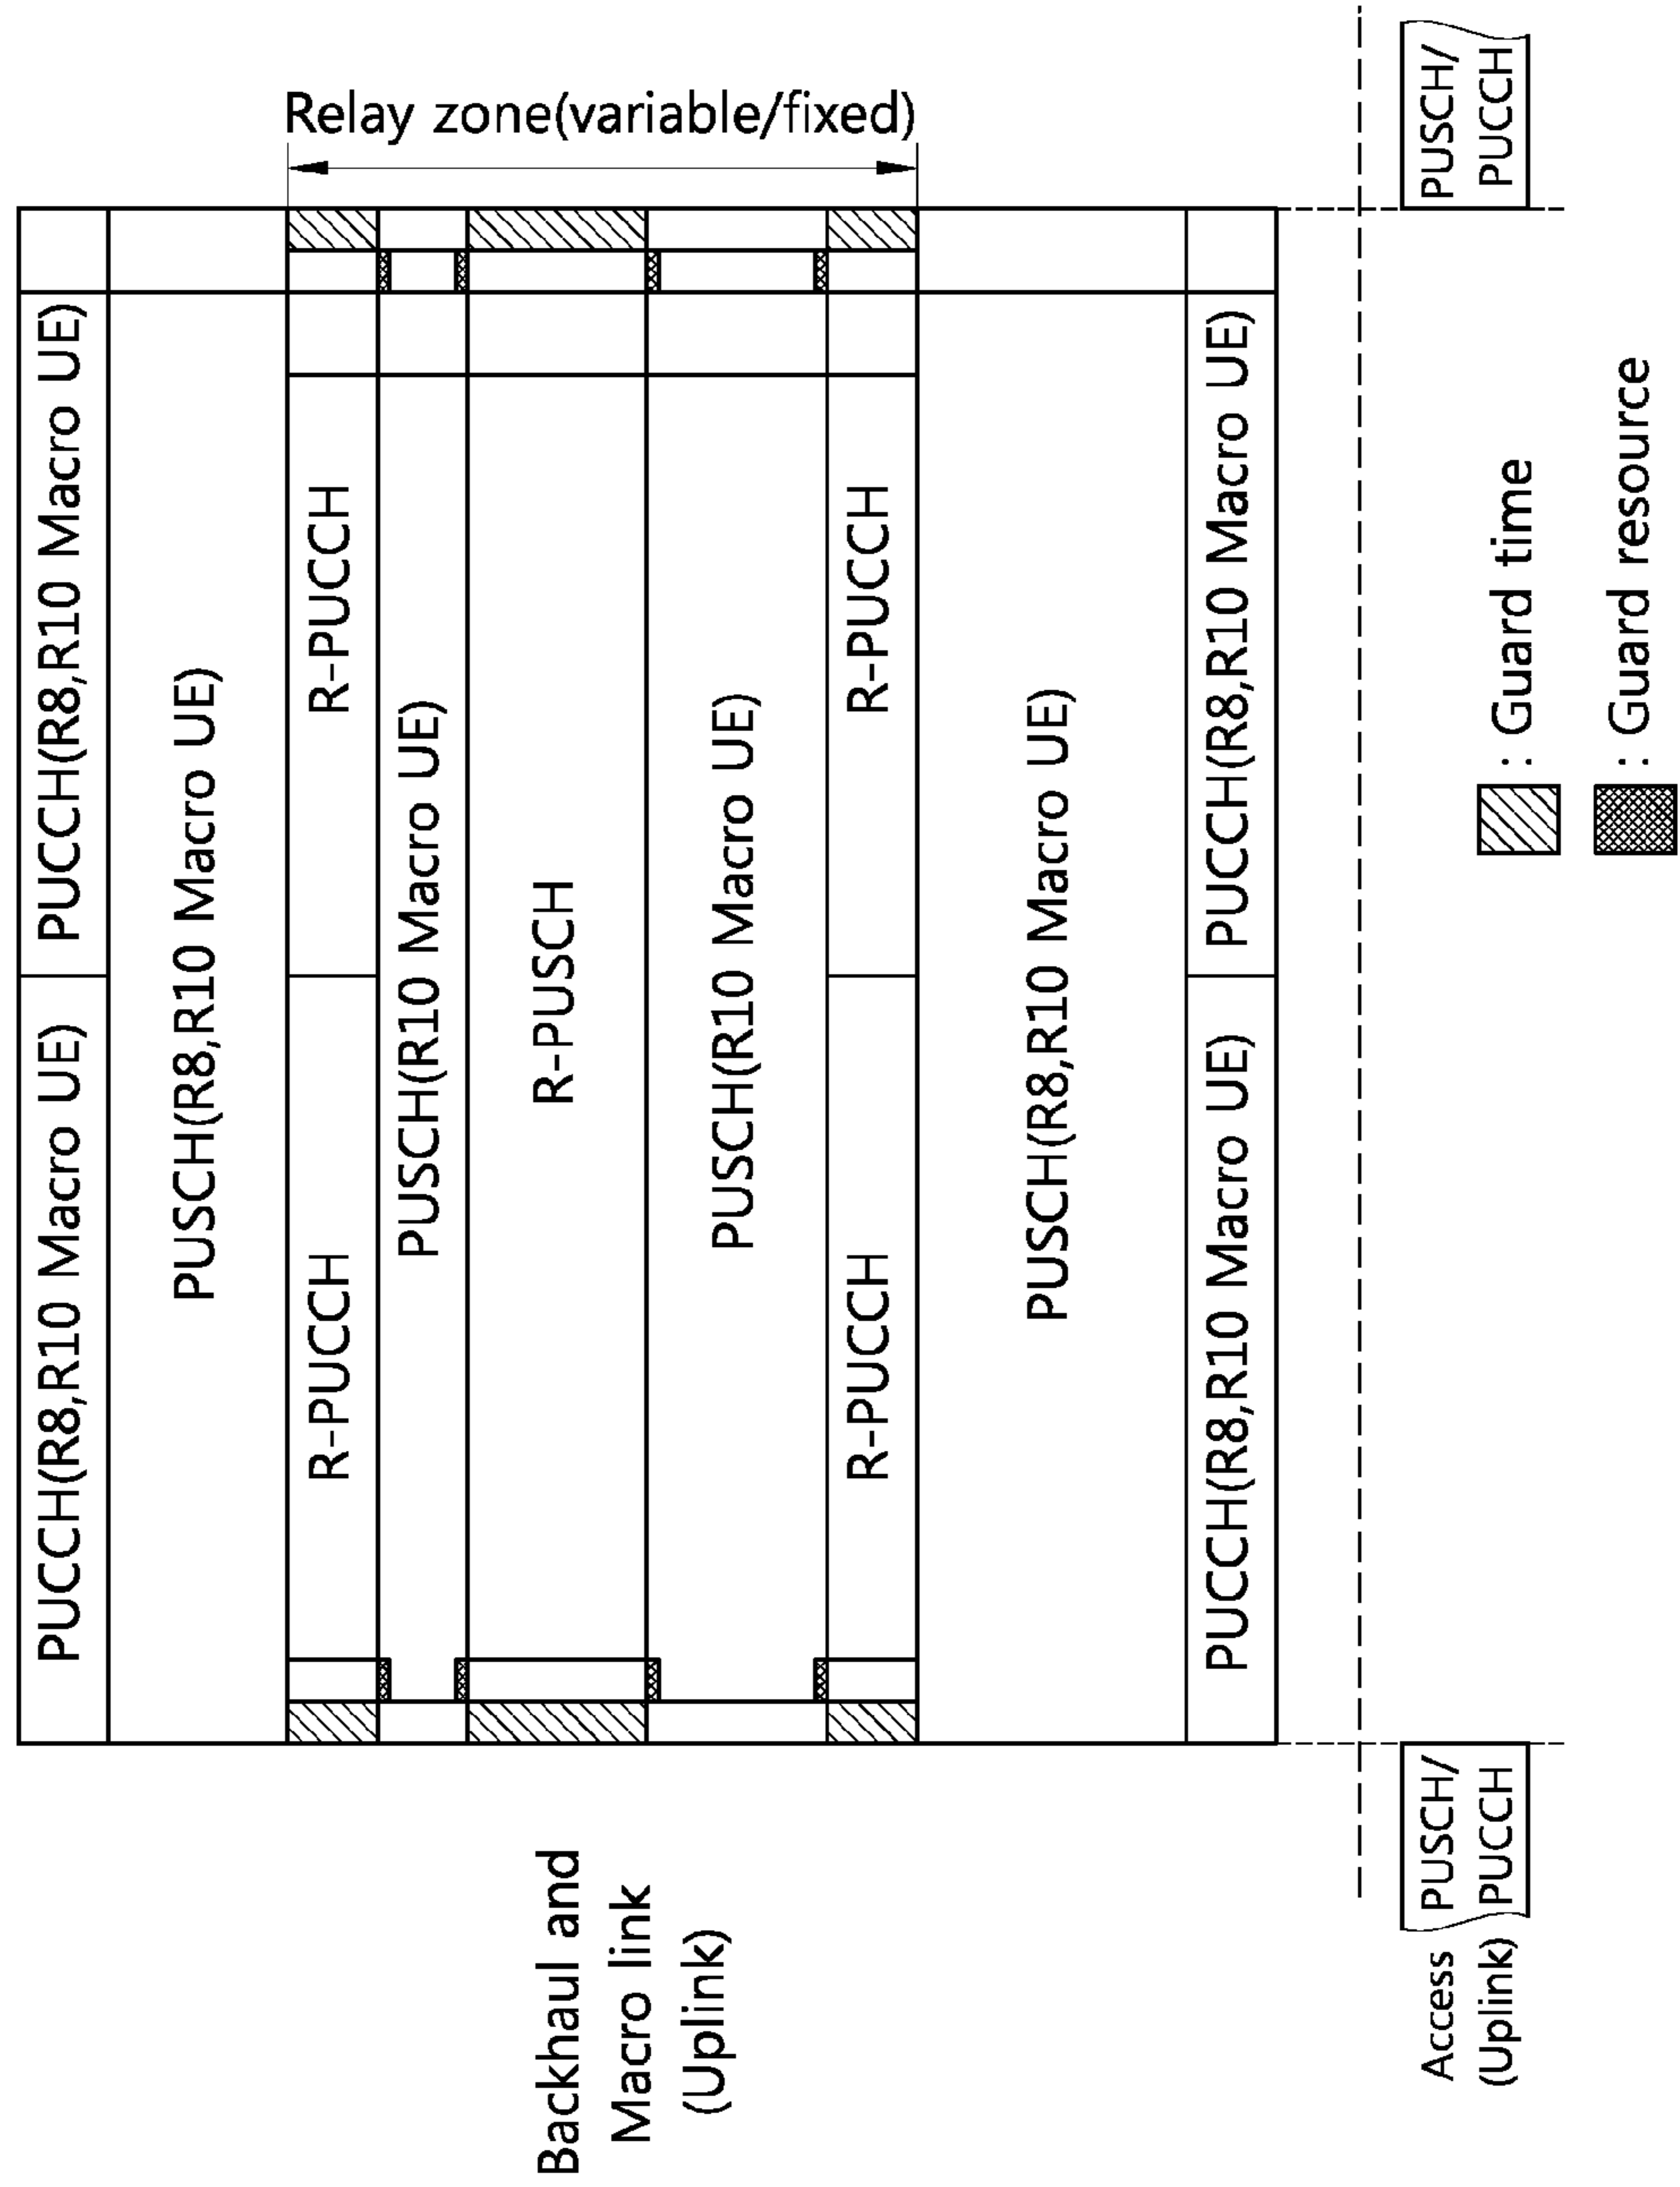 PUCCH(R8,R10 Macro UE)
PUCCH(R8,R10 Macro UE)
PUSCH(R8,R10 Macro UE)
R-PUCCH
R-PUCCH
PUSCH(R10 Macro UE)
Backhaul and
Macro link
(Uplink)
R-PUSCH
Relay zone(variable/fixed)
PUSCH(R10 Macro UE)
R-PUCCH
R-PUCCH
PUSCH(R8,R10 Macro UE)
PUCCH(R8,R10 Macro UE)
PUCCH(R8,R10 Macro UE)
Access
(Uplink)
PUSCH/
PUCCH
PUSCH/
PUCCH
: Guard time
: Guard resource